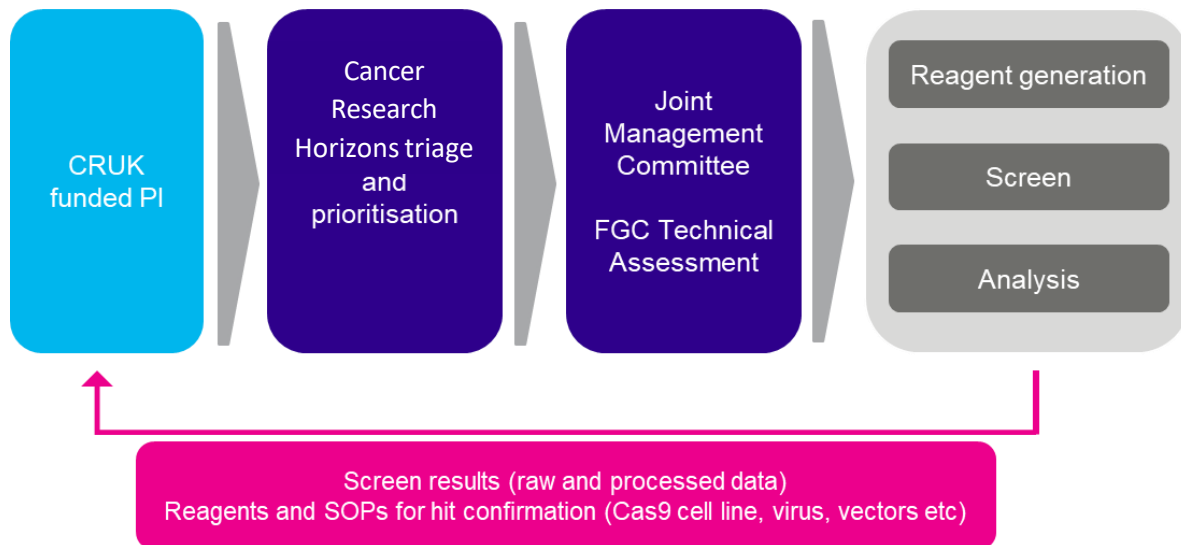 CRUK
funded PI
Cancer
Research
Horizons triage
and
prioritisation
Joint
Management
Committee
FGC Technical
Assessment
Reagent generation
Screen
Analysis
Screen results (raw and processed data)
Reagents and SOPs for hit confirmation (Cas9 cell line, virus, vectors etc)